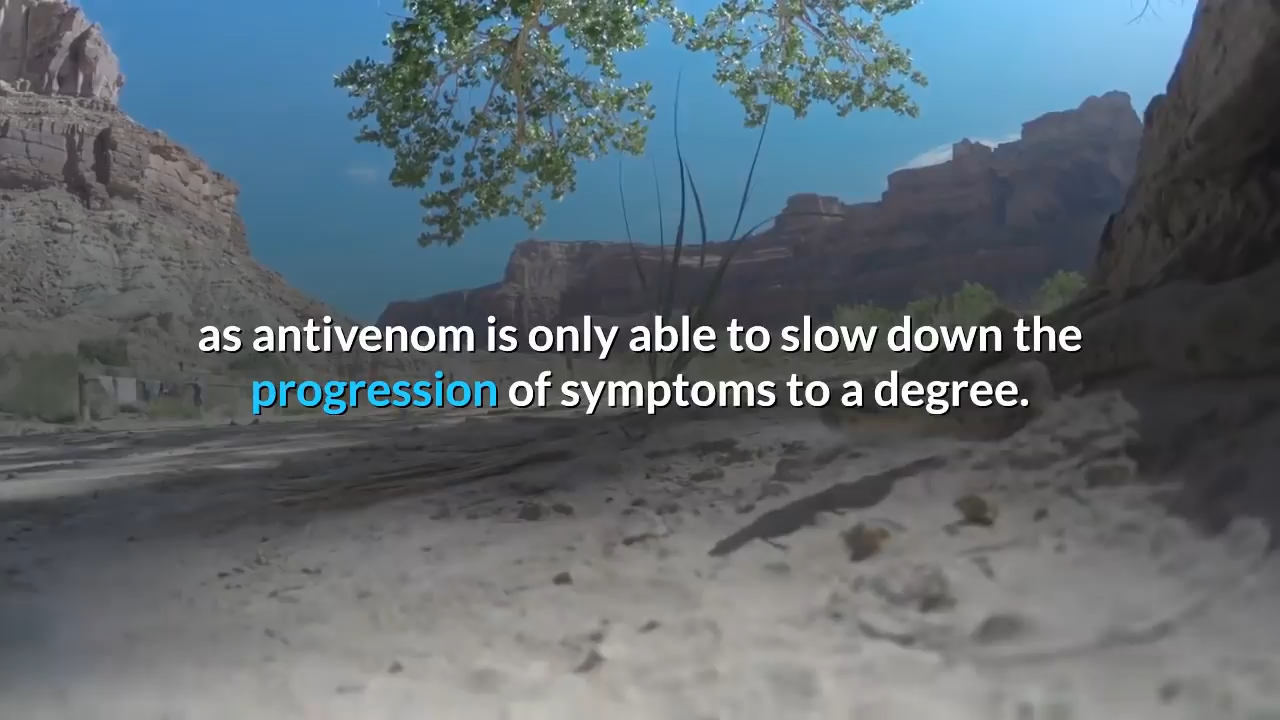 as antivenom is only able to slow down the
progression of symptoms to a degree.